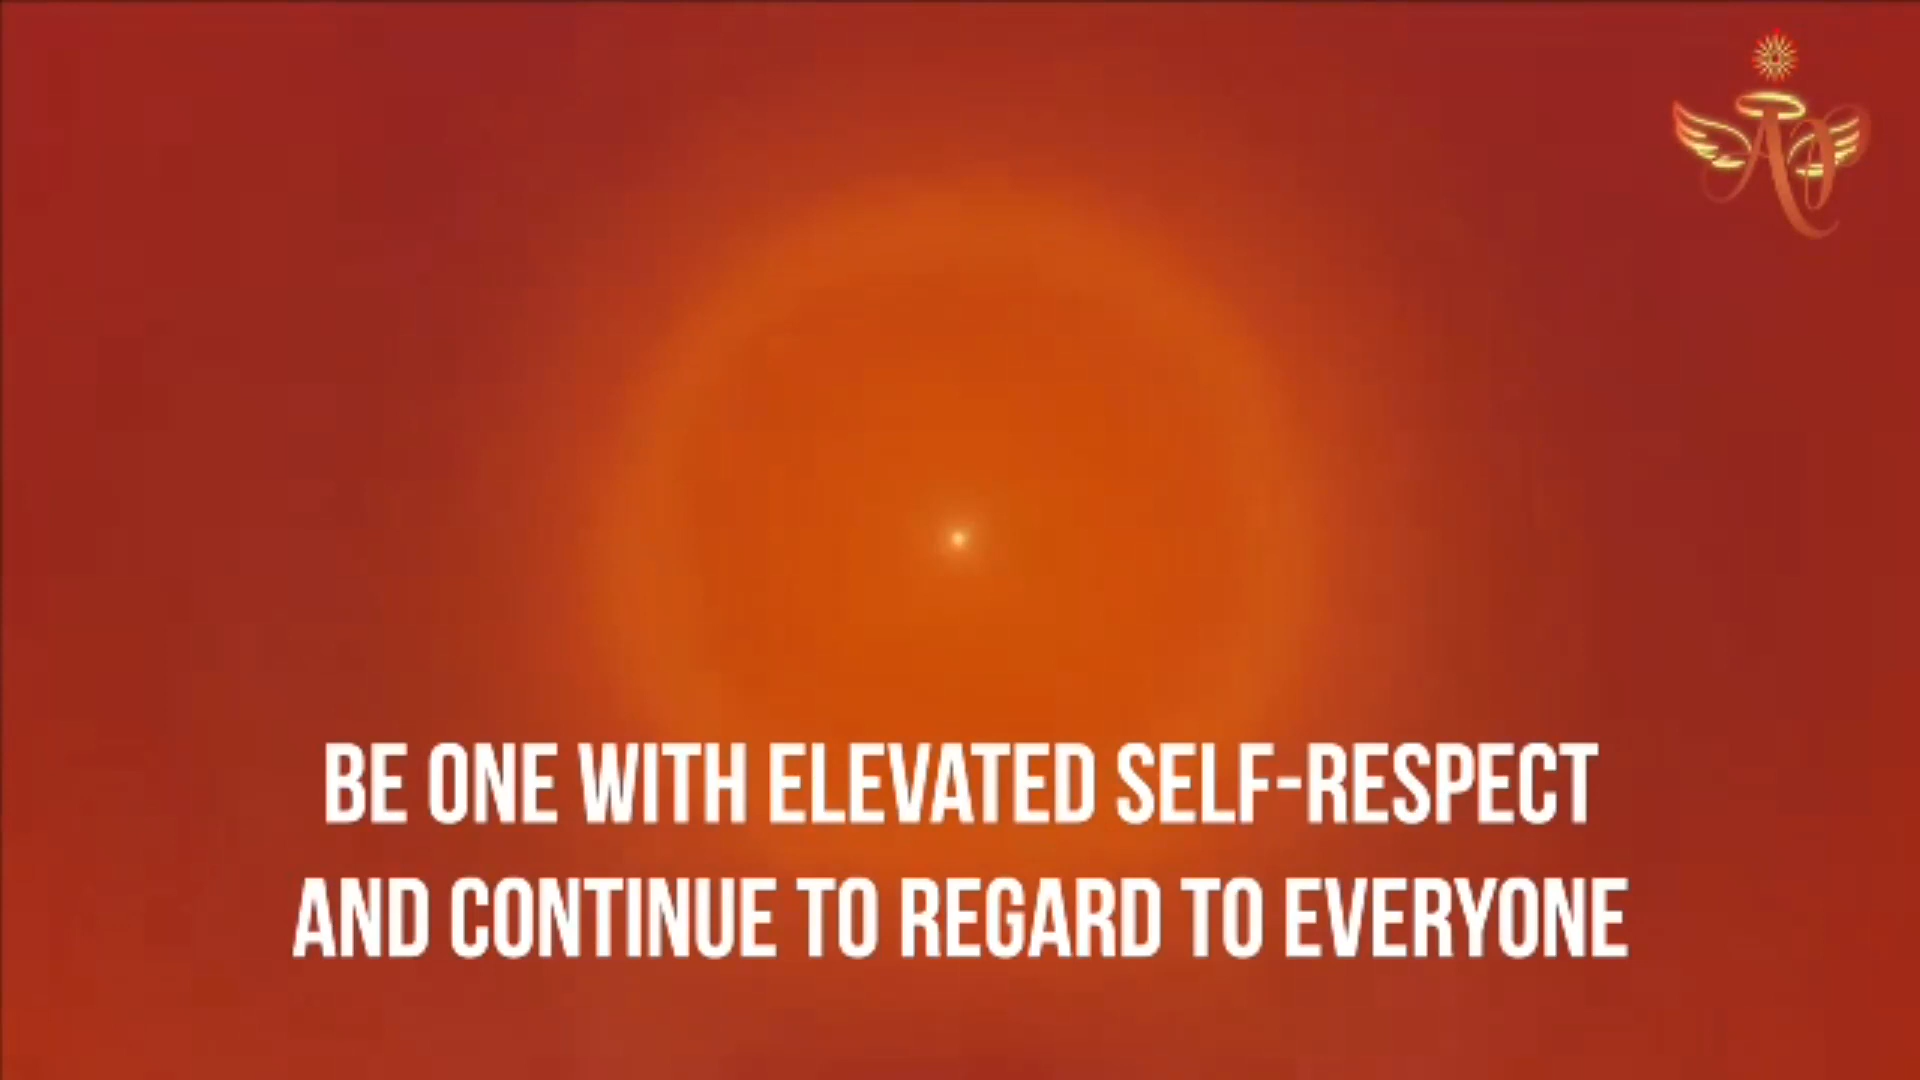 BE ONE WITH ELEVATED SELF-RESPECT
AND CONTINUE TO REGARD TO EVERYONE